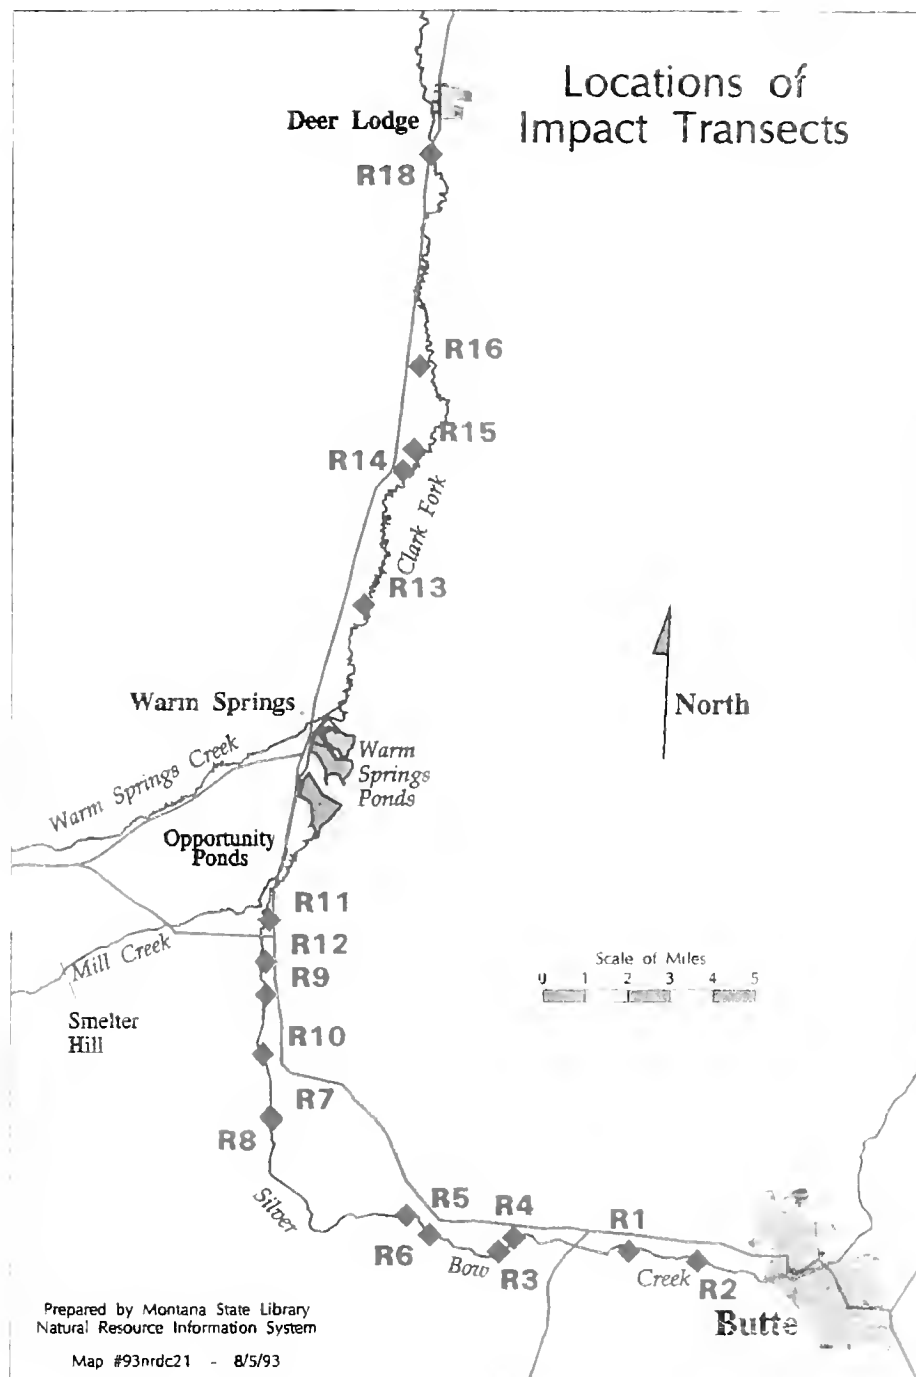 Locations of
Impact Transects
Deer Lodge
R18
R16
R15
R14
Clark Fork
R13
Warm Springs
North
Warm Springs Creek
Warm
Springs
Ponds
Opportunity
Ponds
R11
R12
Mill Creek
R9
Scale of Miles
0 1 2 3 4 5
Smelter
Hill
R10
R7
R8
Silver
R5
R4
R1
R6
Bow
R3
Creek
R2
Butte
Prepared by Montana State Library
Natural Resource Information System
Map #93nrdc21 - 8/5/93